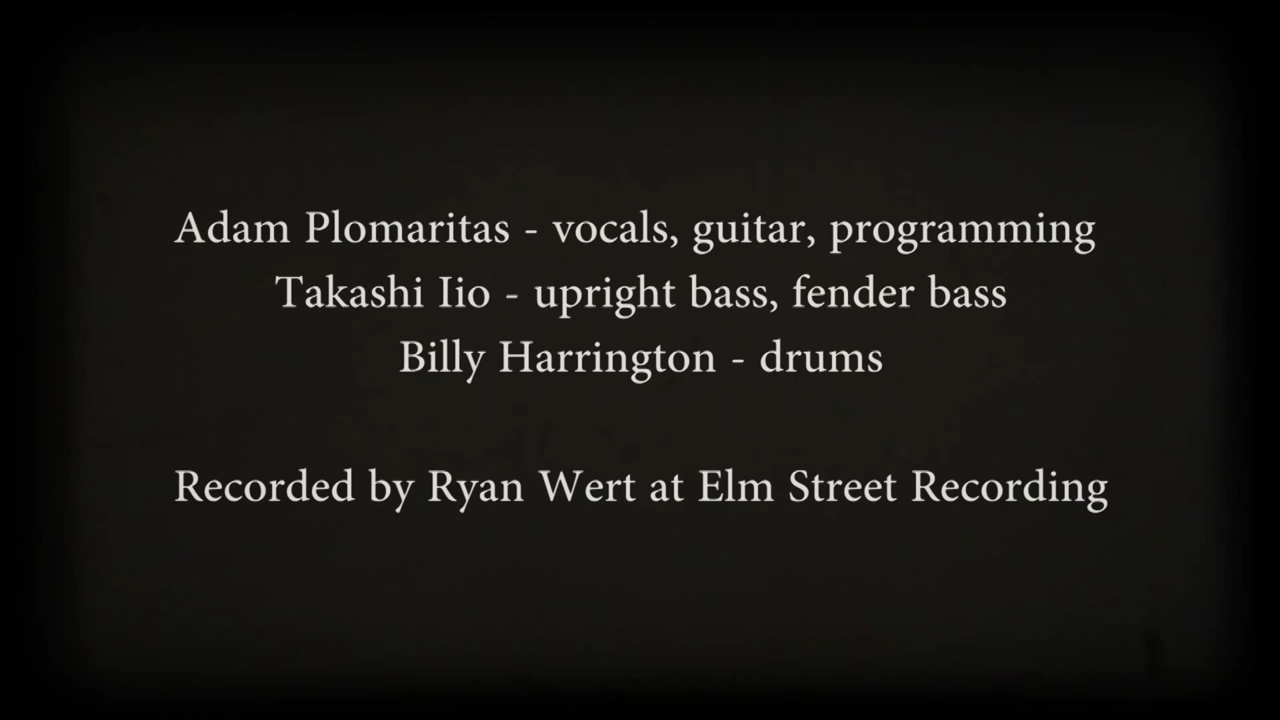 Adam Plomaritas - vocals, guitar, programming
Takashi Iio - upright bass, fender bass
Billy Harrington - drums
Recorded by Ryan Wert at Elm Street Recording